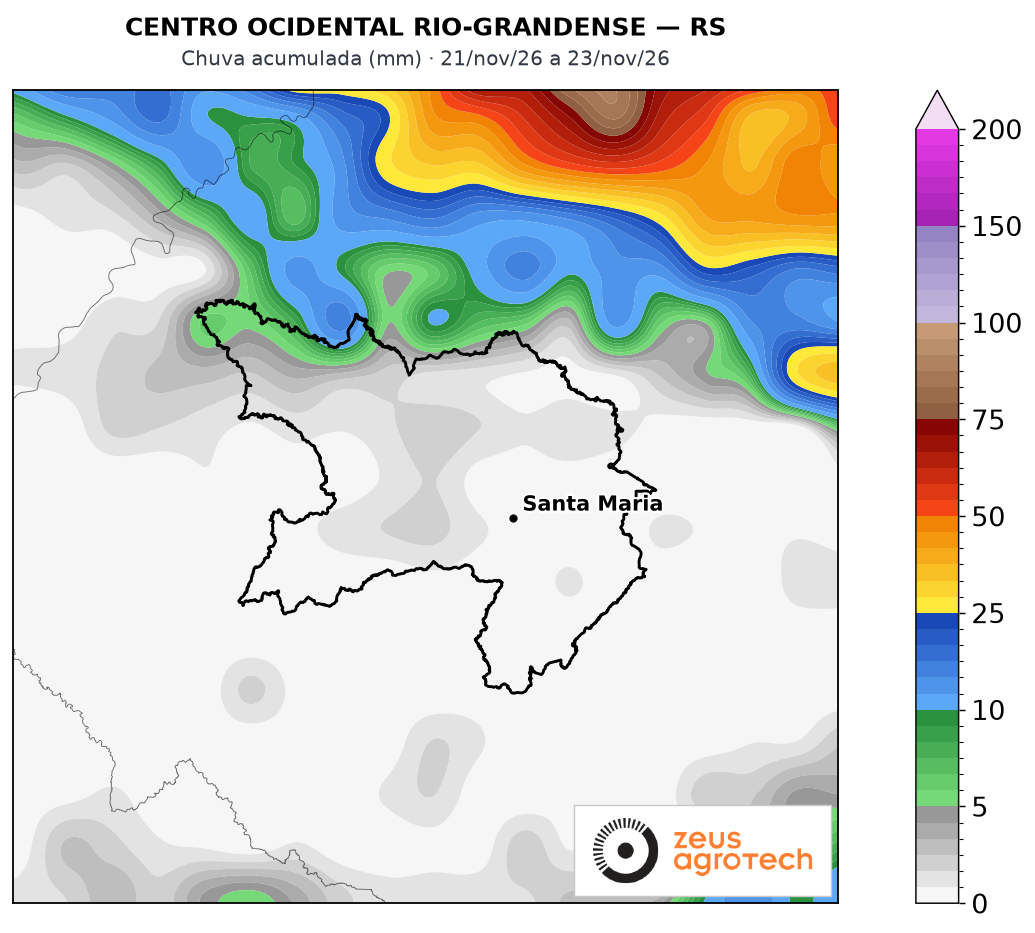 CENTRO OCIDENTAL RIO-GRANDENSE — RS
Chuva acumulada (mm) · 21/nov/26 a 23/nov/26
200
150
100
75
50
25
10
5
0
Santa Maria
zeus
agrotech